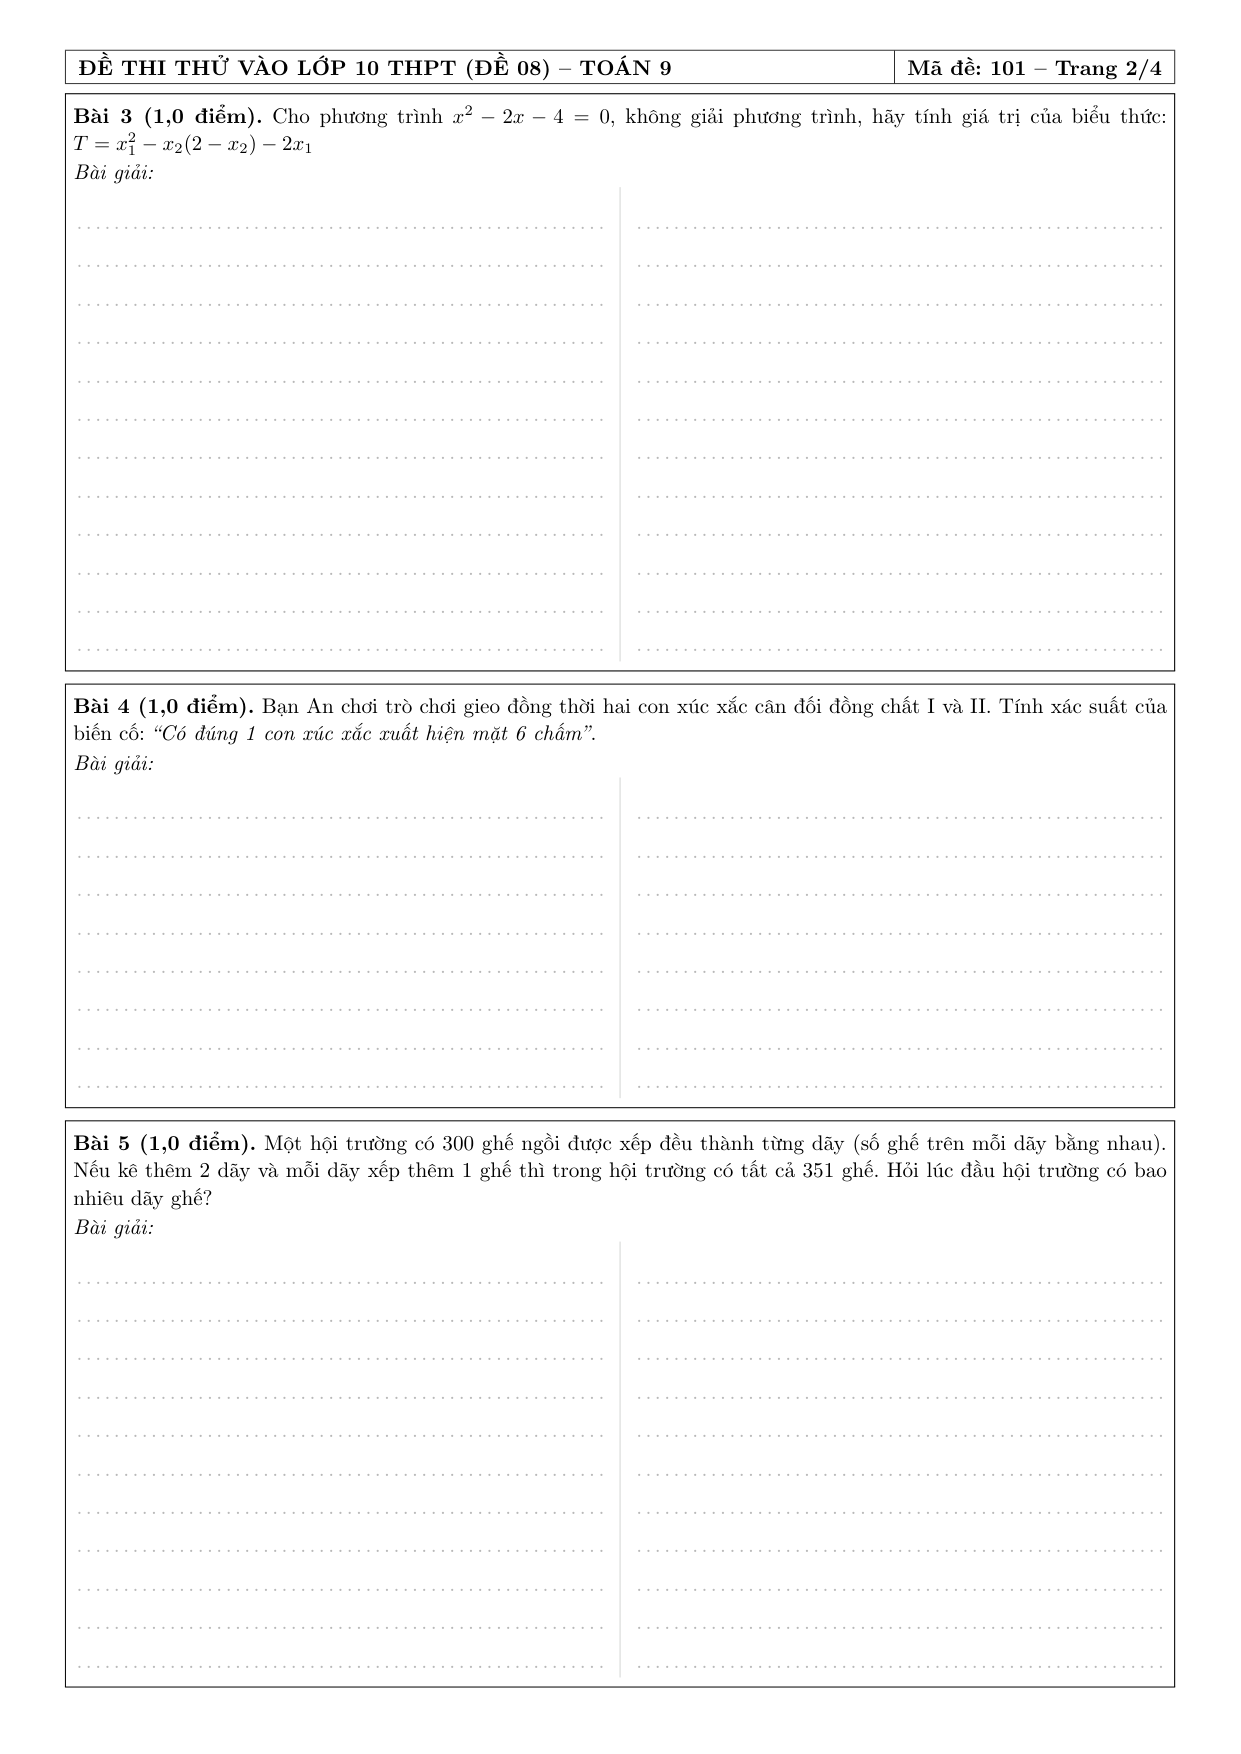 ĐỀ THI THỬ VÀO LỚP 10 THPT (ĐỀ 08) – TOÁN 9
Mã đề: 101 – Trang 2/4
Bài 3 (1,0 điểm). Cho phương trình x² − 2x − 4 = 0, không giải phương trình, hãy tính giá trị của biểu thức:
T = x₁² − x₂(2 − x₂) − 2x₁
Bài giải:
Bài 4 (1,0 điểm). Bạn An chơi trò chơi gieo đồng thời hai con xúc xắc cân đối đồng chất I và II. Tính xác suất của
biến cố: “Có đúng 1 con xúc xắc xuất hiện mặt 6 chấm”.
Bài giải:
Bài 5 (1,0 điểm). Một hội trường có 300 ghế ngồi được xếp đều thành từng dãy (số ghế trên mỗi dãy bằng nhau).
Nếu kê thêm 2 dãy và mỗi dãy xếp thêm 1 ghế thì trong hội trường có tất cả 351 ghế. Hỏi lúc đầu hội trường có bao
nhiêu dãy ghế?
Bài giải: